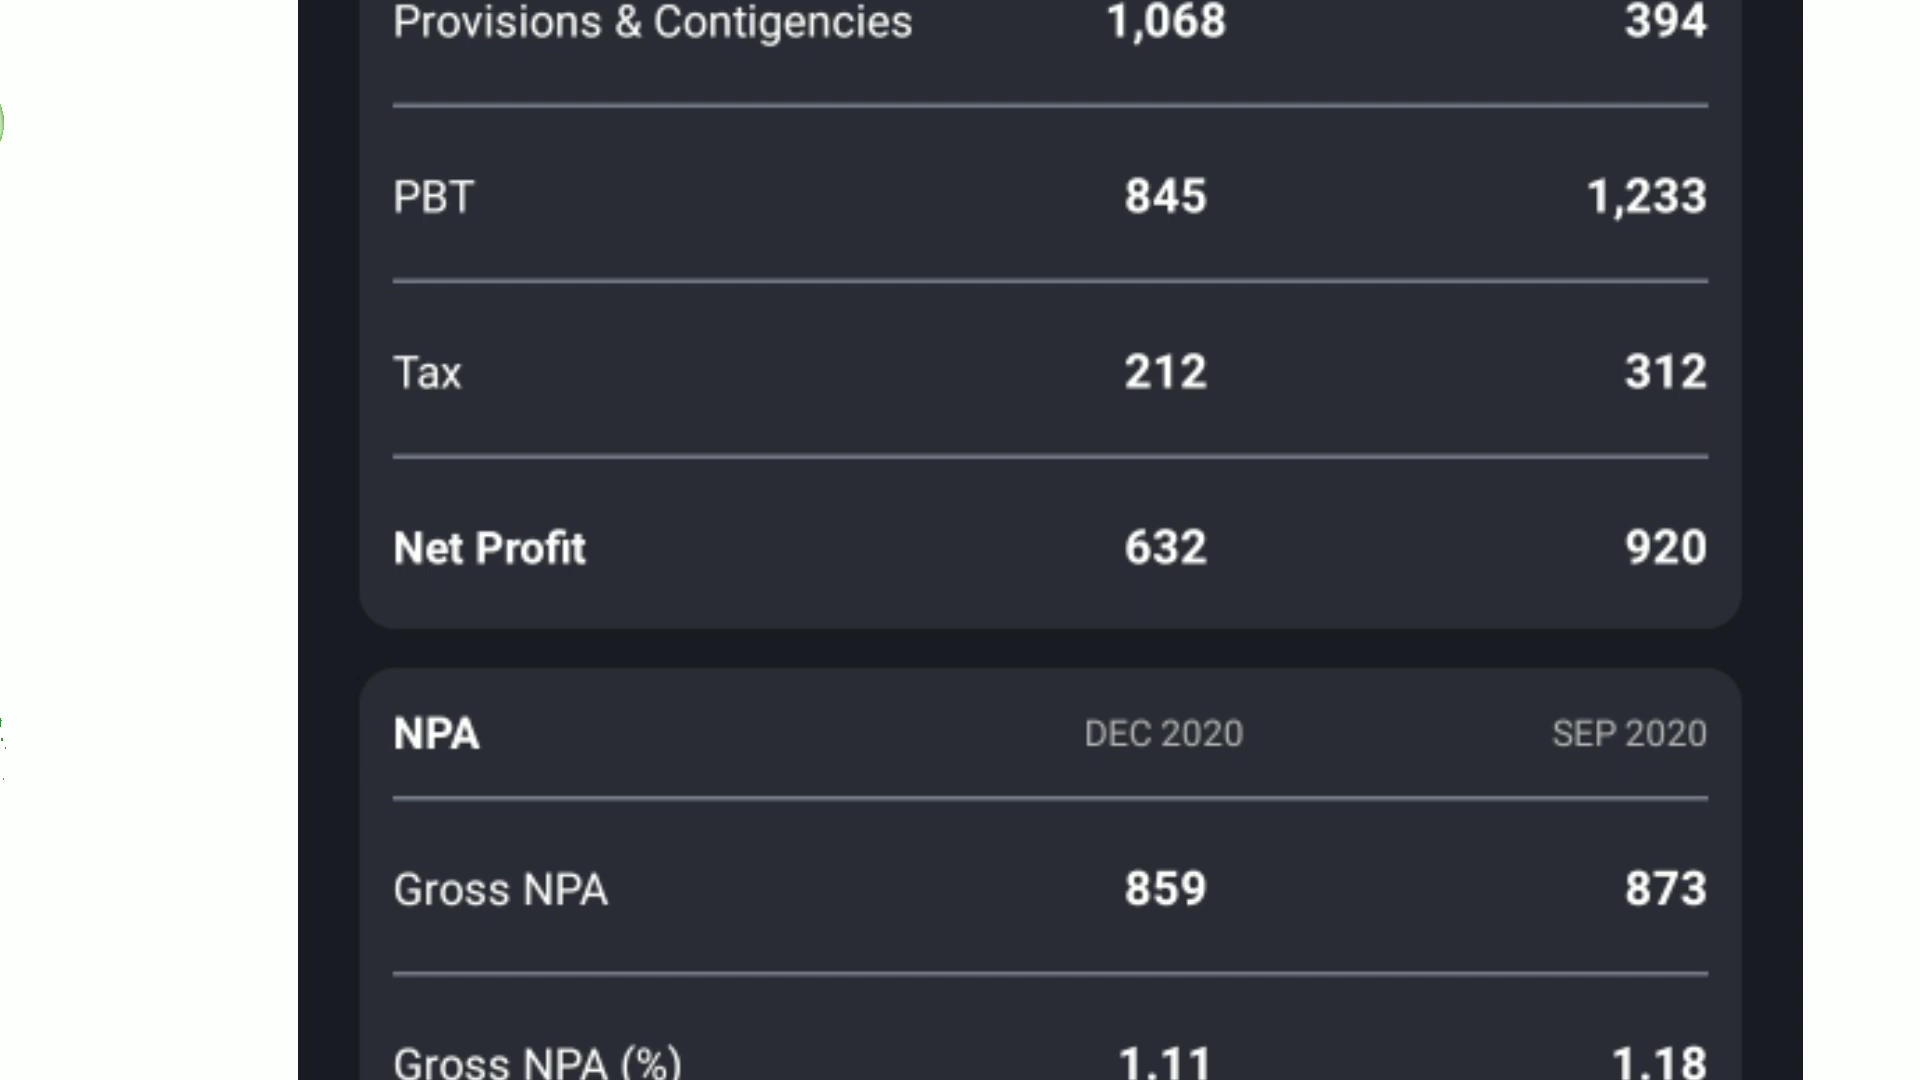 Provisions & Contigencies 1,068 394
PBT 845 1,233
Tax 212 312
Net Profit 632 920
NPA DEC 2020 SEP 2020
Gross NPA 859 873
Gross NPA (%) 1.11 1.18